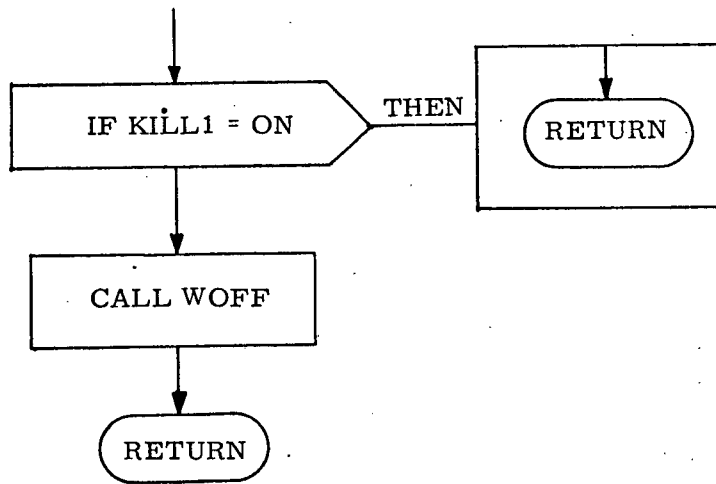 IF KILL1 = ON
THEN
RETURN
CALL WOFF
RETURN